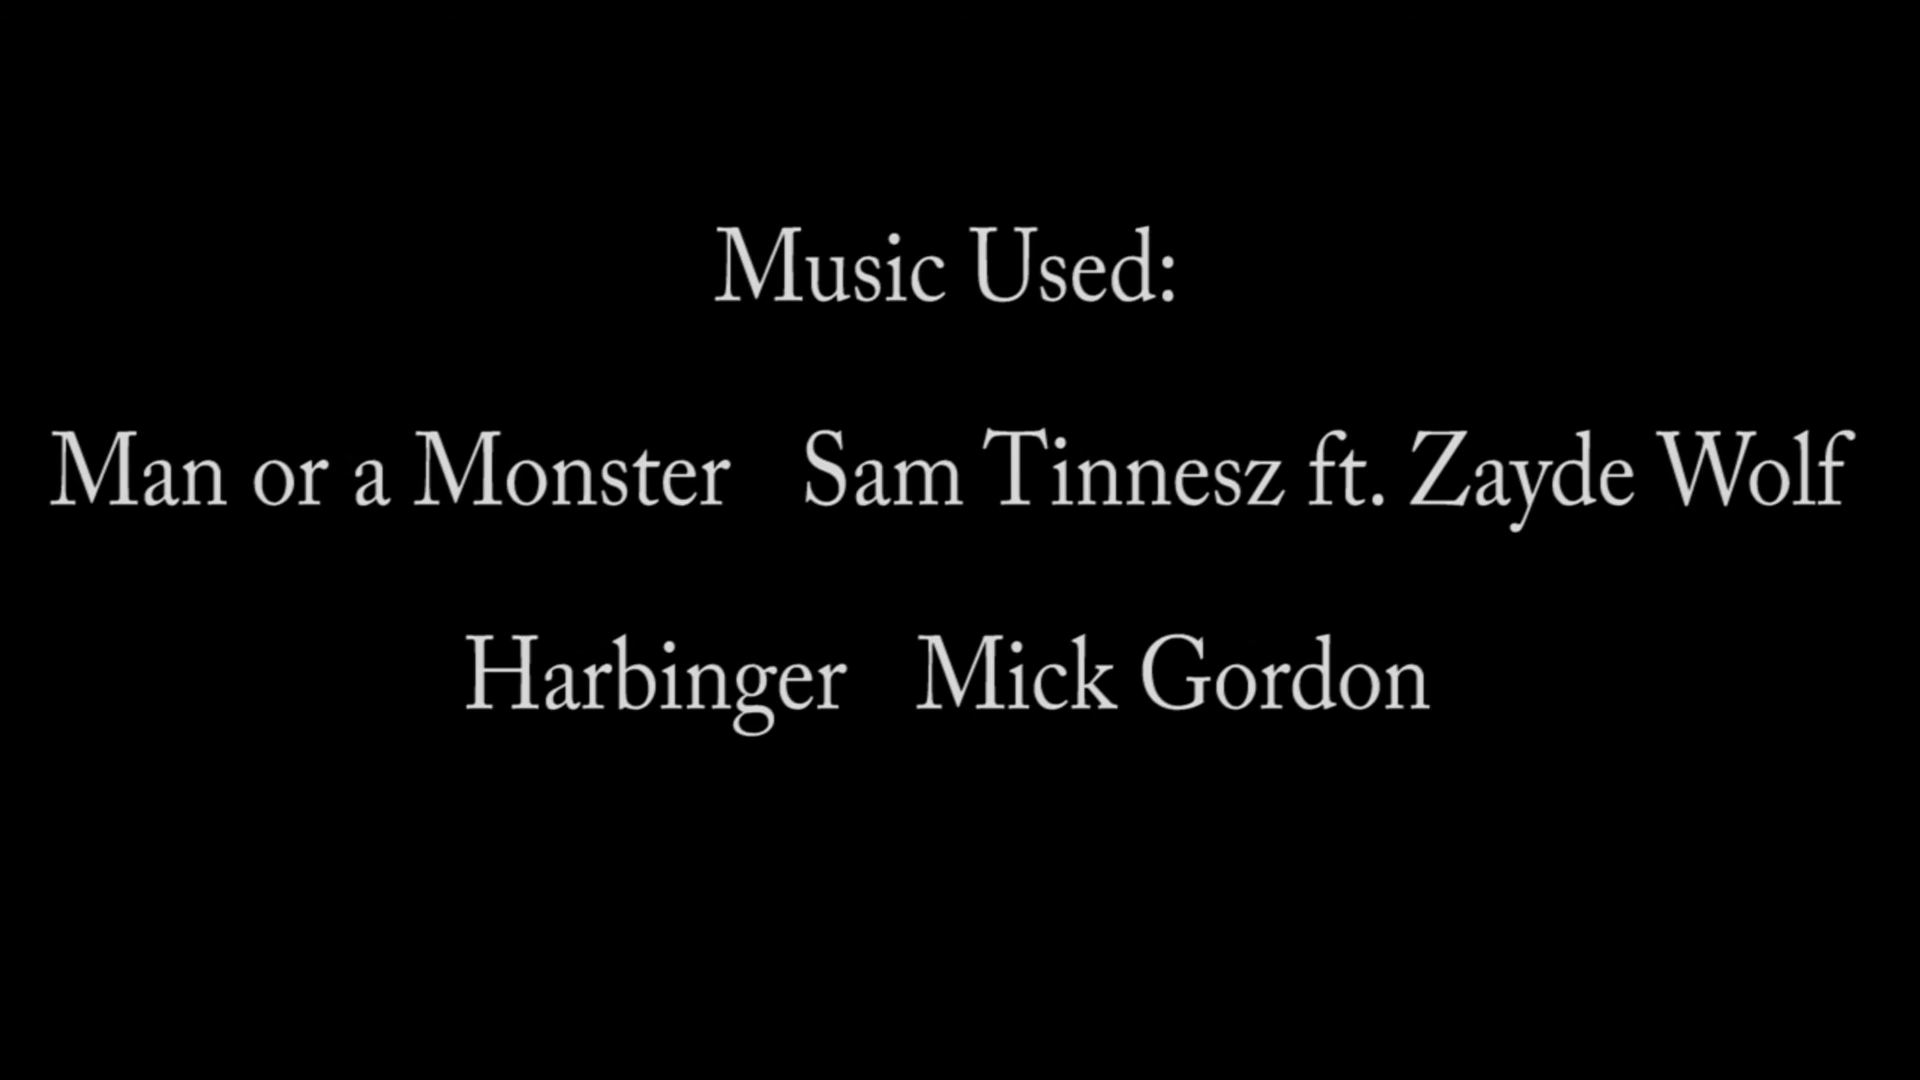 Music Used:
Man or a Monster   Sam Tinnesz ft. Zayde Wolf
Harbinger   Mick Gordon